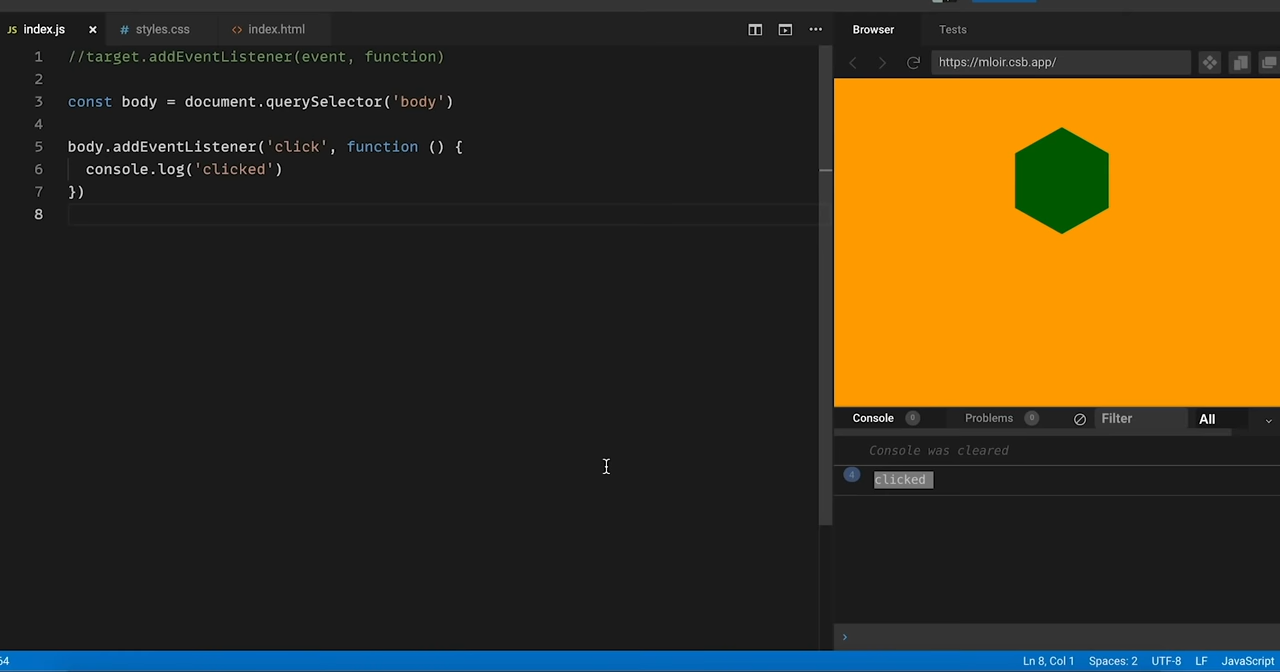 JS index.js × # styles.css <> index.html ...
Browser Tests
https://mloir.csb.app/
1 //target.addEventListener(event, function)
2
3 const body = document.querySelector('body')
4
5 body.addEventListener('click', function () {
6 console.log('clicked')
7 })
8
Console 0 Problems 0 Filter All
Console was cleared
4 clicked
›
64 Ln 8, Col 1 Spaces: 2 UTF-8 LF JavaScript